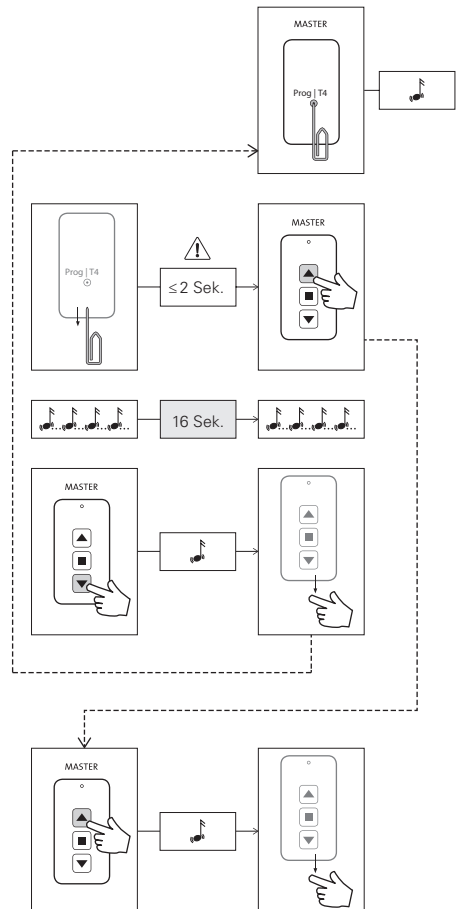 MASTER
Prog | T4
Prog | T4
≤2 Sek.
MASTER
16 Sek.
MASTER
MASTER